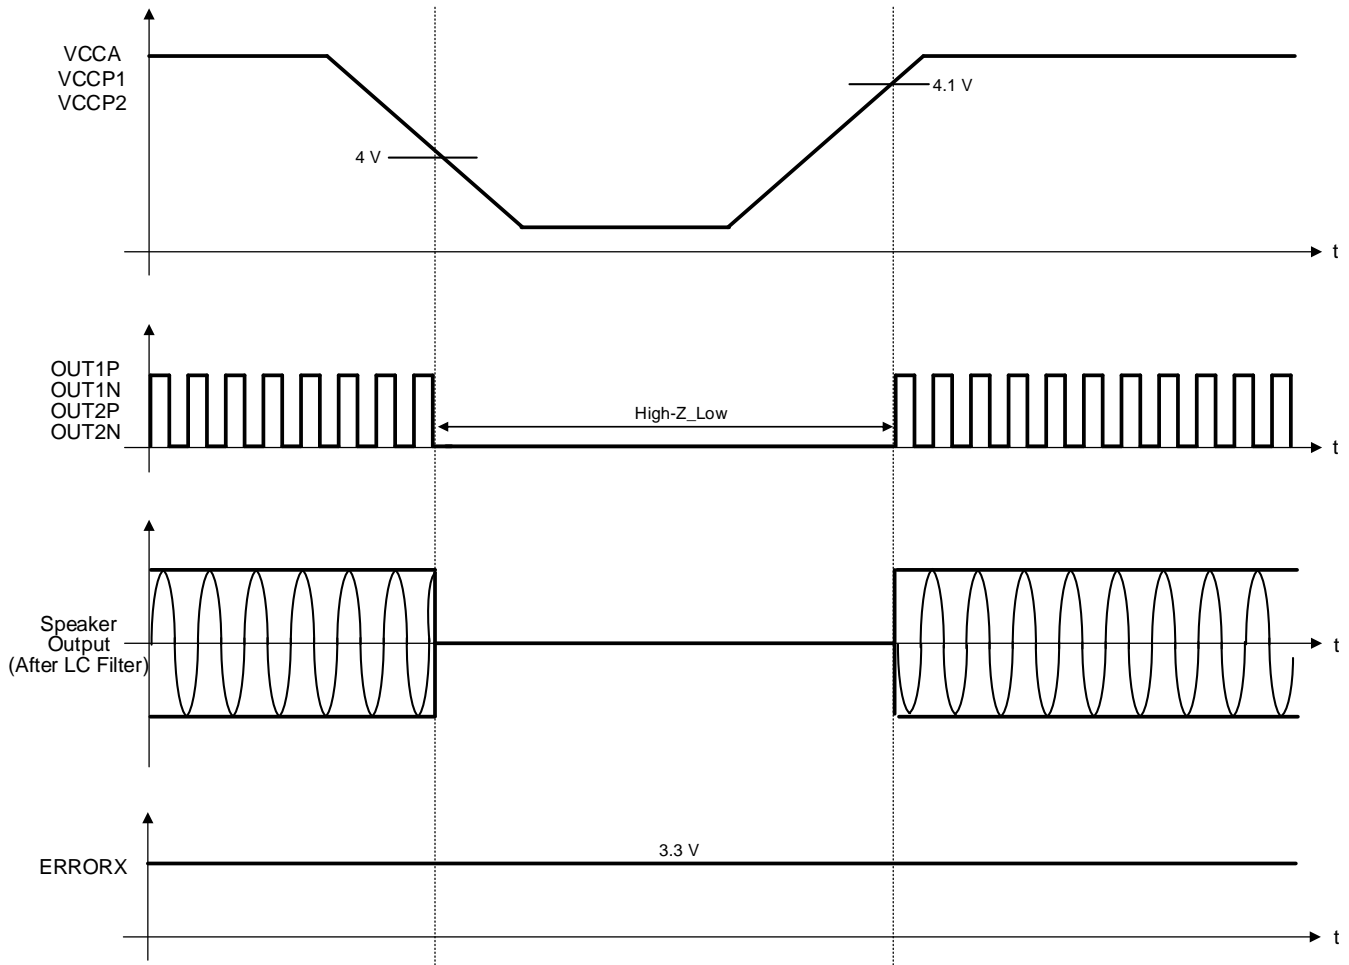 VCCA
VCCP1
VCCP2
4.1 V
4 V
t
OUT1P
OUT1N
OUT2P
OUT2N
High-Z_Low
t
Speaker
Output
(After LC Filter)
t
3.3 V
ERRORX
t